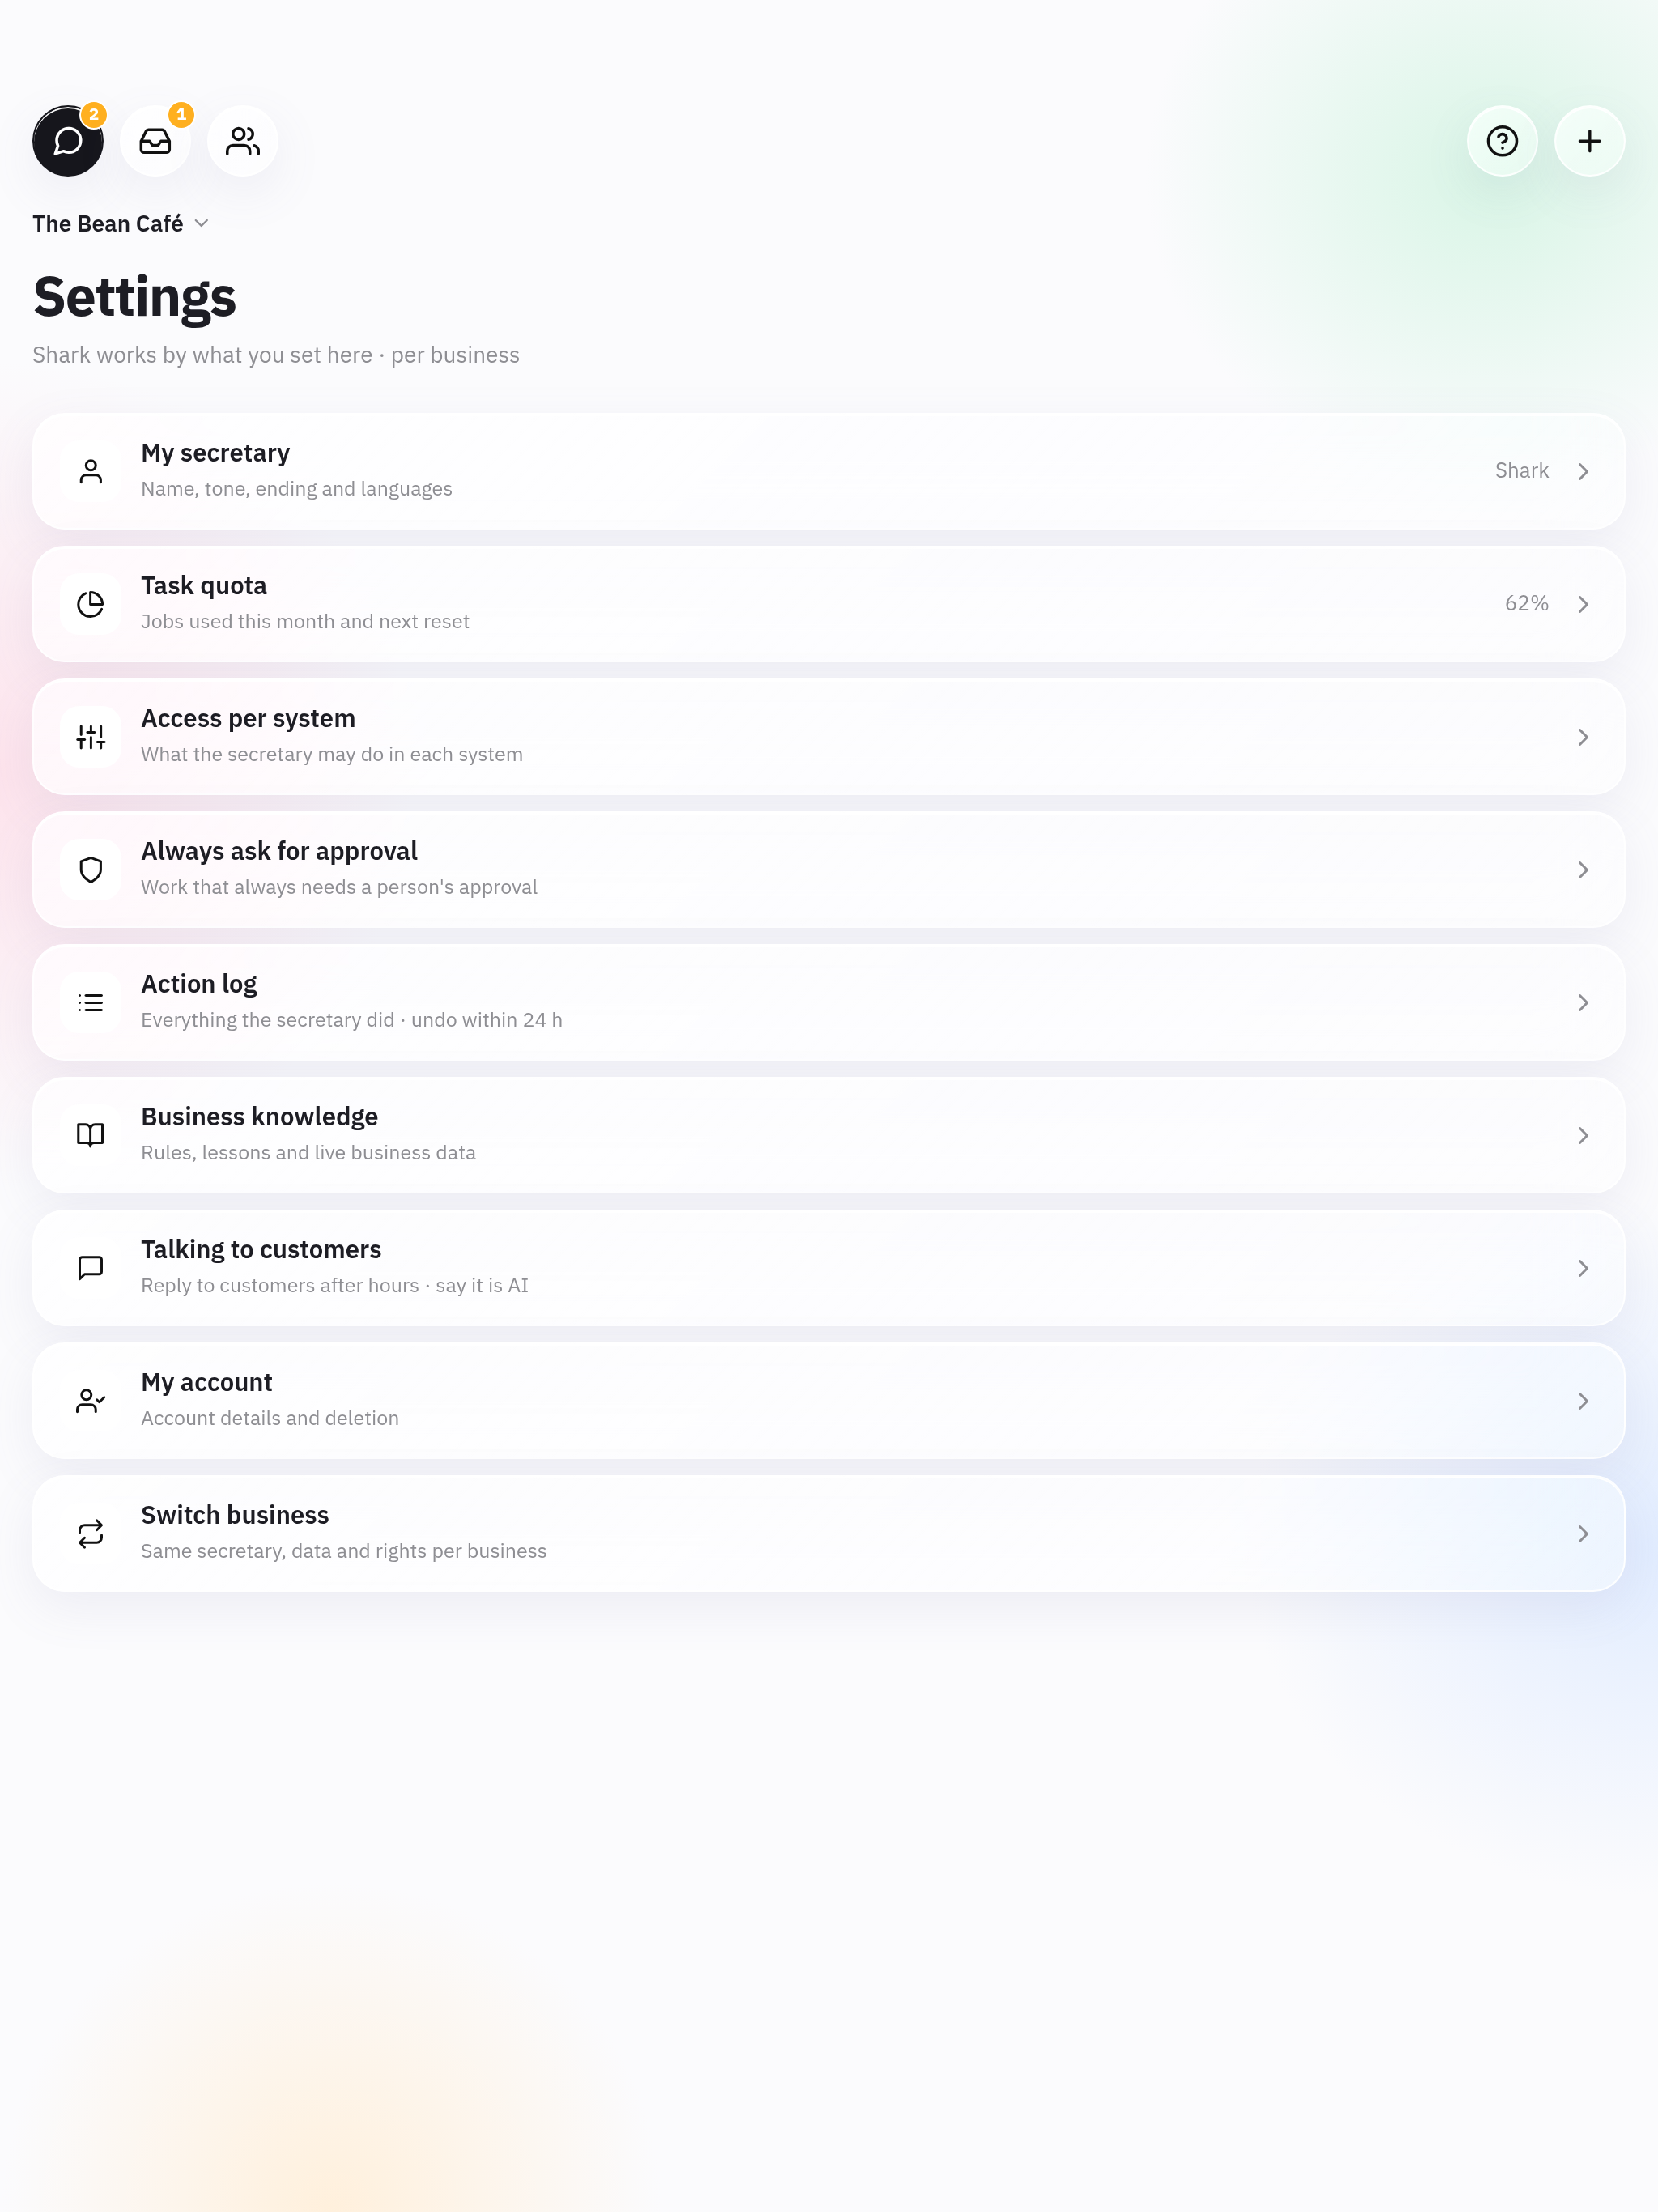 2
1
The Bean Café
Settings
Shark works by what you set here · per business
My secretary
Name, tone, ending and languages
Shark
Task quota
Jobs used this month and next reset
62%
Access per system
What the secretary may do in each system
Always ask for approval
Work that always needs a person's approval
Action log
Everything the secretary did · undo within 24 h
Business knowledge
Rules, lessons and live business data
Talking to customers
Reply to customers after hours · say it is AI
My account
Account details and deletion
Switch business
Same secretary, data and rights per business